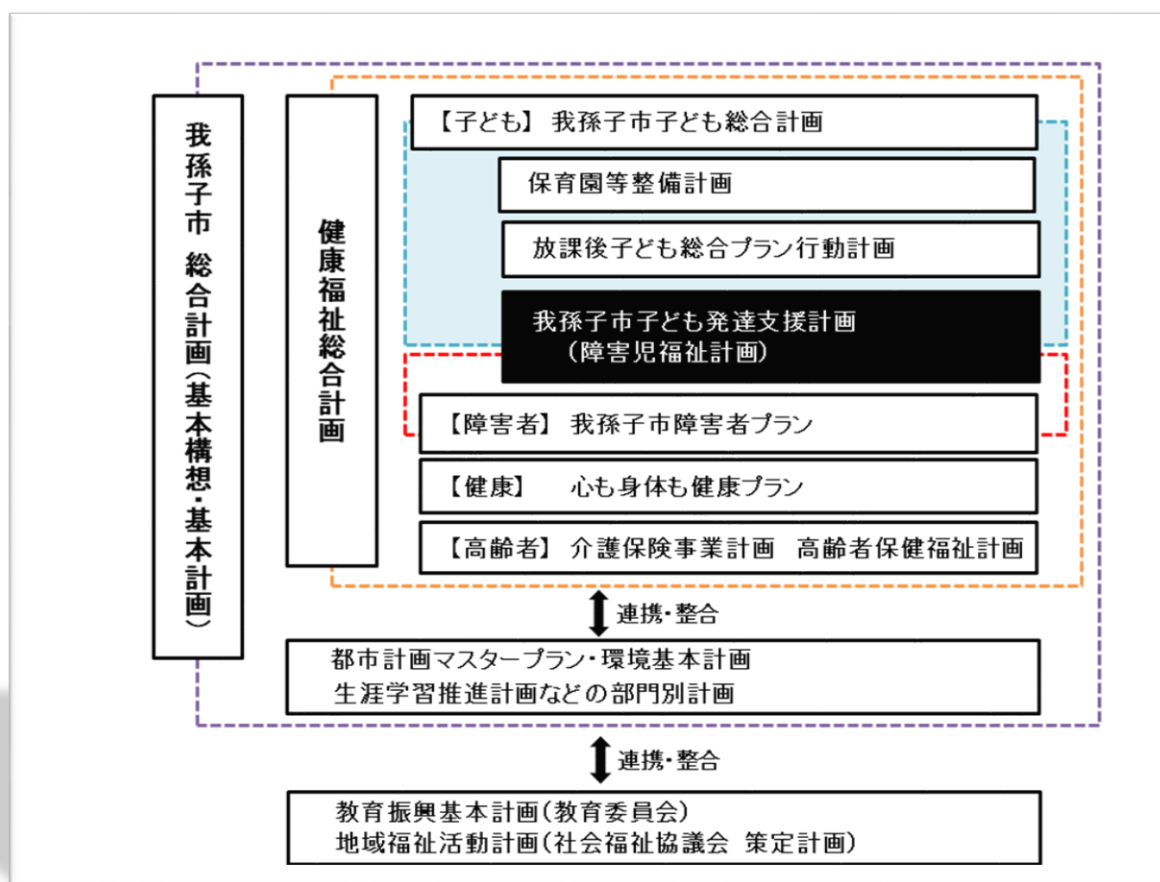 我孫子市 総合計画(基本構想・基本計画)
健康福祉総合計画
【子ども】 我孫子市子ども総合計画
保育園等整備計画
放課後子ども総合プラン行動計画
我孫子市子ども発達支援計画
(障害児福祉計画)
【障害者】 我孫子市障害者プラン
【健康】 心も身体も健康プラン
【高齢者】 介護保険事業計画 高齢者保健福祉計画
連携・整合
都市計画マスタープラン・環境基本計画
生涯学習推進計画などの部門別計画
連携・整合
教育振興基本計画(教育委員会)
地域福祉活動計画(社会福祉協議会 策定計画)